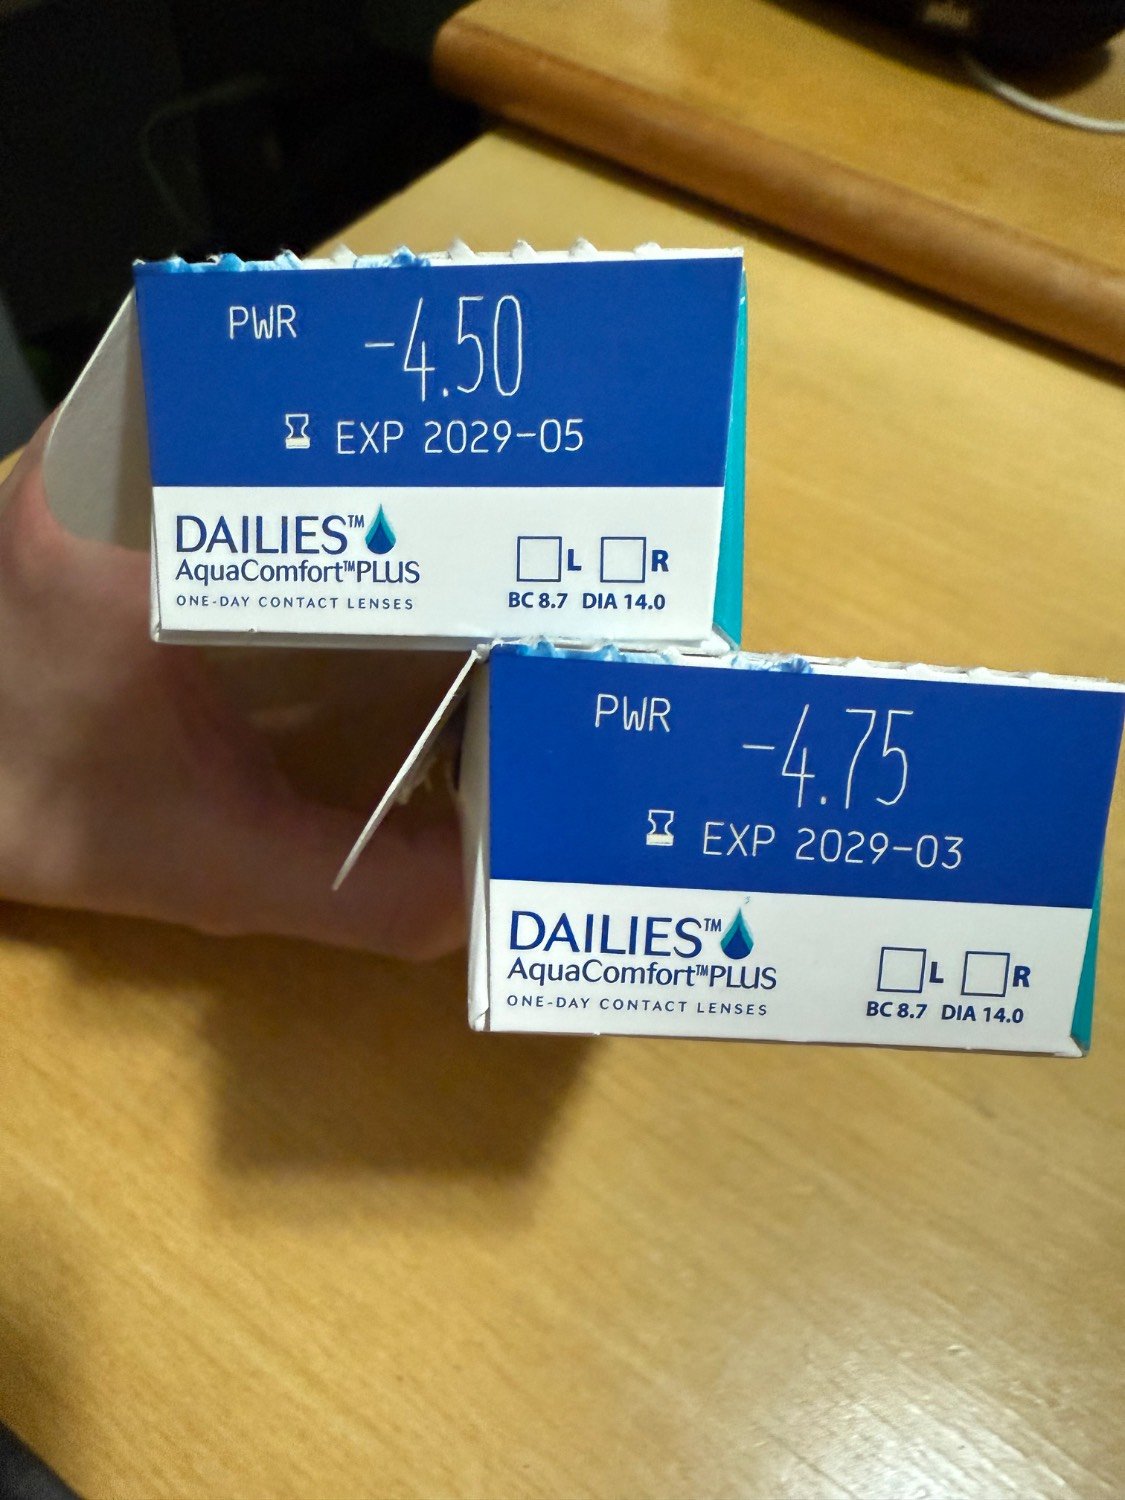 PWR -4.50
EXP 2029-05
DAILIES™
AquaComfort™PLUS
ONE-DAY CONTACT LENSES
L R
BC 8.7 DIA 14.0
PWR -4.75
EXP 2029-03
DAILIES™
AquaComfort™PLUS
ONE-DAY CONTACT LENSES
L R
BC 8.7 DIA 14.0